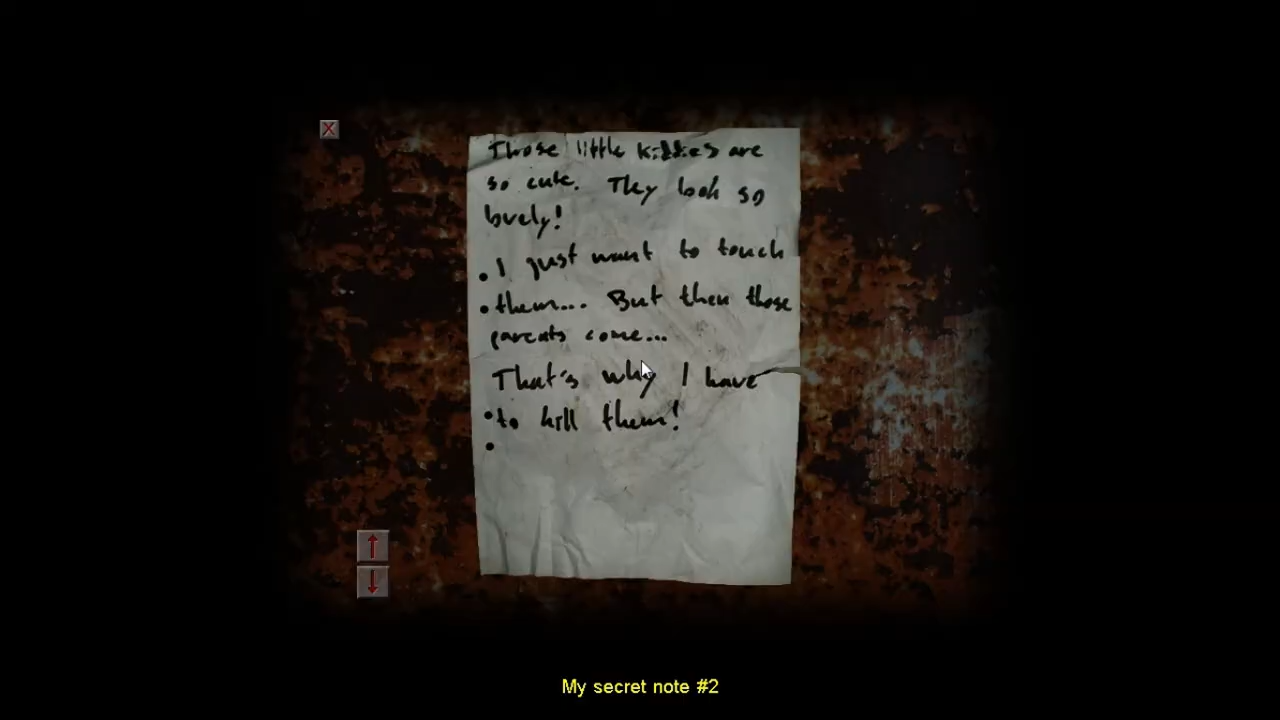 Those little kiddies are
so cute. They look so
lovely!
I just want to touch
them... But then those
parents come...
That's why I have
to kill them!
My secret note #2